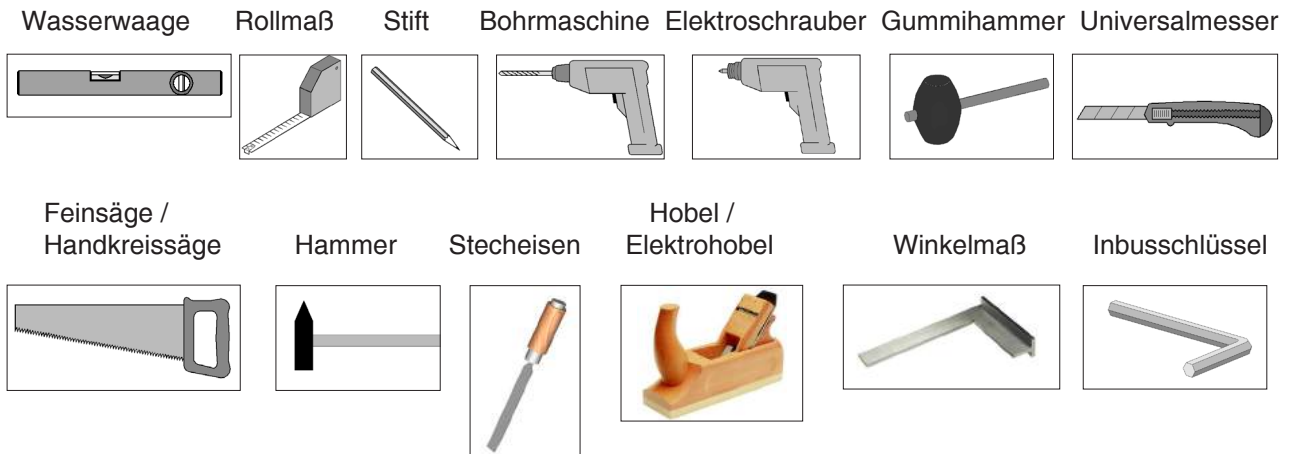 Wasserwaage Rollmaß Stift Bohrmaschine Elektroschrauber Gummihammer Universalmesser
Feinsäge /
Handkreissäge Hammer Stecheisen Hobel /
Elektrohobel Winkelmaß Inbusschlüssel